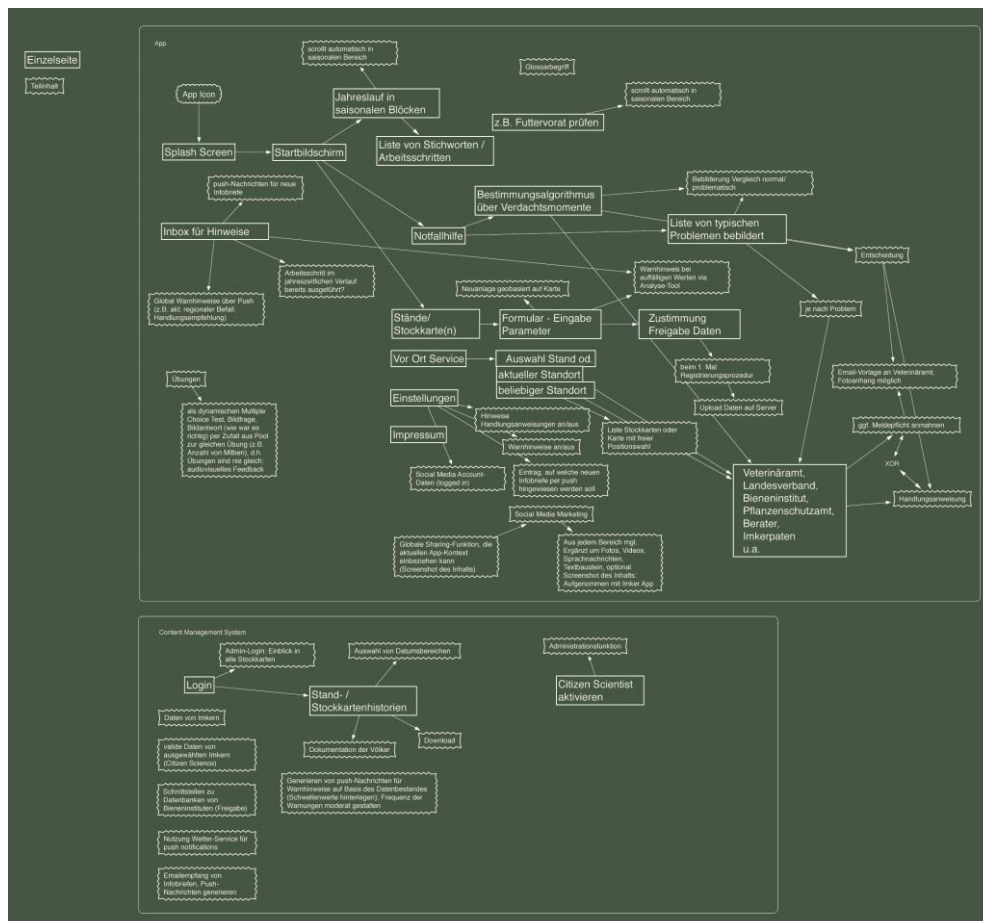 Einzelseite
Teilinhalt
App
App Icon
Splash Screen
Startbildschirm
scrollt automatisch in
saisonalen Bereich
Jahreslauf in
saisonalen Blöcken
Liste von Stichworten /
Arbeitsschritten
Glossarbegriff
z.B. Futtervorat prüfen
scrollt automatisch in
saisonalen Bereich
push-Nachrichten für neue
Infobriefe
Inbox für Hinweise
Global Warnhinweise über Push
(z.B. akt. regionaler Befall,
Handlungsempfehlung)
Arbeitsschritt im
jahreszeitlichen Verlauf
bereits ausgeführt?
Notfallhilfe
Bestimmungsalgorithmus
über Verdachtsmomente
Bebilderung Vergleich normal/
problematisch
Liste von typischen
Problemen bebildert
Entscheidung
je nach Problem
Warnhinweis bei
auffälligen Werten via
Analyse-Tool
Neuanlage geobasiert auf Karte
Stände/
Stockkarte(n)
Formular - Eingabe
Parameter
Zustimmung
Freigabe Daten
beim 1. Mal
Registrierungsprozedur
Upload Daten auf Server
Vor Ort Service
Auswahl Stand od.
aktueller Standort
beliebiger Standort
Liste Stockkarten oder
Karte mit freier
Positionswahl
Einstellungen
Hinweise
Handlungsanweisungen an/aus
Warnhinweise an/aus
Eintrag, auf welche neuen
Infobriefe per push
hingewiesen werden soll
Impressum
Social Media Account-
Daten (logged in)
Übungen
als dynamischen Multiple
Choice Test, Bildfrage,
Bildantwort (wie war es
richtig) per Zufall aus Pool
zur gleichen Übung (z.B.
Anzahl von Milben), d.h.
Übungen sind nie gleich;
audiovisuelles Feedback
Email-Vorlage an Veterinäramt,
Fotoanhang möglich
ggf. Meldepflicht anmahnen
XOR
Handlungsanweisung
Veterinäramt,
Landesverband,
Bieneninstitut,
Pflanzenschutzamt,
Berater,
Imkerpaten
u.a.
Social Media Marketing
Globale Sharing-Funktion, die
aktuellen App-Kontext
einbeziehen kann
(Screenshot des Inhalts)
Aus jedem Bereich mgl.
Ergänzt um Fotos, Videos,
Sprachnachrichten,
Textbaustein, optional
Screenshot des Inhalts:
Aufgenommen mit Imker App
Content Management System
Admin-Login: Einblick in
alle Stockkarten
Login
Auswahl von Datumsbereichen
Stand- /
Stockkartenhistorien
Dokumentation der Völker
Download
Administrationsfunktion
Citizen Scientist
aktivieren
Daten von Imkern
valide Daten von
ausgewählten Imkern
(Citizen Science)
Schnittstellen zu
Datenbanken von
Bieneninstituten (Freigabe)
Nutzung Wetter-Service für
push notifications
Emailempfang von
Infobriefen, Push-
Nachrichten generieren
Generieren von push-Nachrichten für
Warnhinweise auf Basis des Datenbestandes
(Schwellenwerte hinterlegen), Frequenz der
Warnungen moderat gestalten